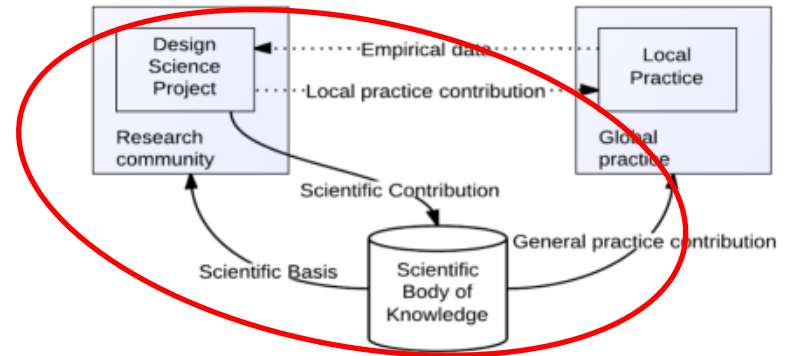 Design
Science
Project
Empirical data
Local practice contribution
Local
Practice
Research
community
Global
practice
Scientific Contribution
General practice contribution
Scientific Basis
Scientific
Body of
Knowledge